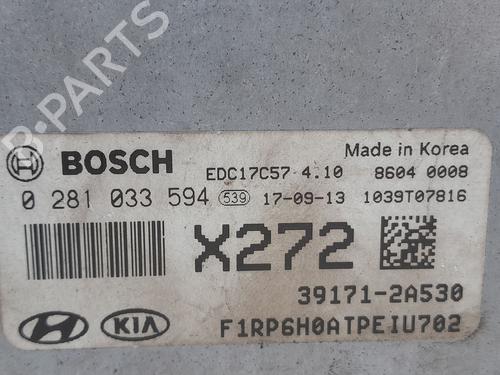 B-PARTS
BOSCH
EDC17C57-4.10
Made in Korea
8604 0008
0 281 033 594
539
17-09-13
1039T07816
X272
39171-2A530
KIA
F1RP6H0ATPEIU702